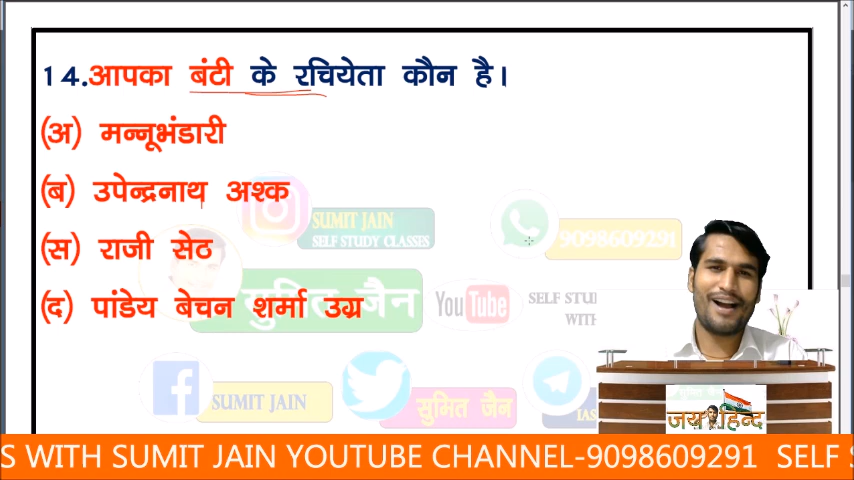 14.आपका बंटी के रचियेता कौन है।
(अ) मन्नूभंडारी
(ब) उपेन्द्रनाथ अश्क
(स) राजी सेठ
(द) पांडेय बेचन शर्मा उग्र
SUMIT JAIN
SELF STUDY CLASSES
9098609291
सुमित जैन
YouTube
SELF STU
WITH
SUMIT JAIN
सुमित जैन
IAS
जय हिन्द
S WITH SUMIT JAIN YOUTUBE CHANNEL-9098609291 SELF S